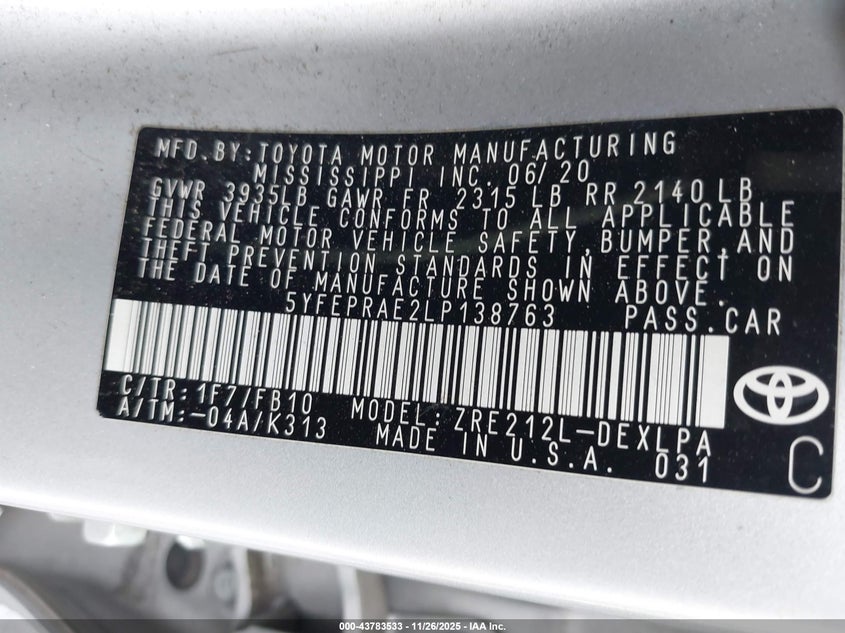 MFD.BY:TOYOTA MOTOR MANUFACTURING
MISSISSIPPI INC. 06/20
GVWR 3935LB GAWR FR 2315 LB RR 2140 LB
THIS VEHICLE CONFORMS TO ALL APPLICABLE
FEDERAL MOTOR VEHICLE SAFETY,BUMPER,AND
THEFT PREVENTION STANDARDS IN EFFECT ON
THE DATE OF MANUFACTURE SHOWN ABOVE.
5YFEPRAE2LP138763 PASS.CAR
C/TR:1F7/FB10 MODEL:ZRE212L-DEXLPA
A/TM:-04A/K313 MADE IN U.S.A. 031
C
000-43783533 - 11/26/2025 - IAA Inc.